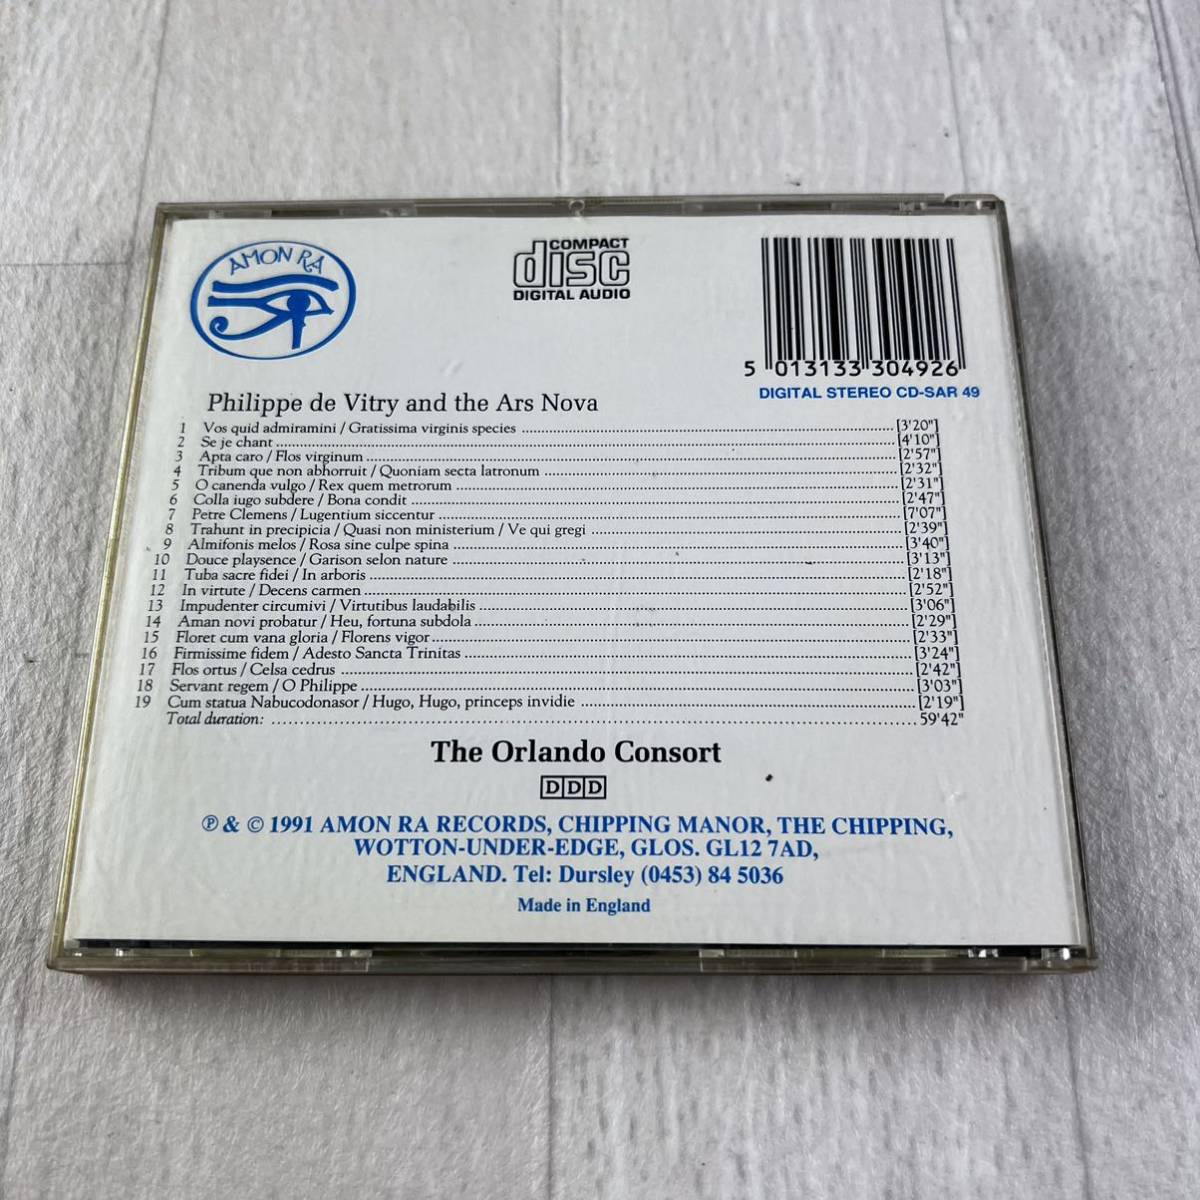 AMON RA
COMPACT
disc
DIGITAL AUDIO
5 013133 304926
DIGITAL STEREO CD-SAR 49
Philippe de Vitry and the Ars Nova
1 Vos quid admiramini / Gratissima virginis species [3'20"]
2 Se je chant [4'10"]
3 Apta caro / Flos virginum [2'57"]
4 Tribum que non abhorruit / Quoniam secta latronum [2'32"]
5 O canenda vulgo / Rex quem metrorum [2'31"]
6 Colla iugo subdere / Bona condit [2'47"]
7 Petre Clemens / Lugentium siccentur [7'07"]
8 Trahunt in precipicia / Quasi non ministerium / Ve qui gregi [2'39"]
9 Almifonis melos / Rosa sine culpe spina [3'40"]
10 Douce playsence / Garison selon nature [3'13"]
11 Tuba sacre fidei / In arboris [2'18"]
12 In virtute / Decens carmen [2'52"]
13 Impudenter circumivi / Virtutibus laudabilis [3'06"]
14 Aman novi probatur / Heu, fortuna subdola [2'29"]
15 Floret cum vana gloria / Florens vigor [2'33"]
16 Firmissime fidem / Adesto Sancta Trinitas [3'24"]
17 Flos ortus / Celsa cedrus [2'42"]
18 Servant regem / O Philippe [3'03"]
19 Cum statua Nabucodonasor / Hugo, Hugo, princeps invidie [2'19"]
Total duration: 59'42"
The Orlando Consort
DDD
℗ & © 1991 AMON RA RECORDS, CHIPPING MANOR, THE CHIPPING,
WOTTON-UNDER-EDGE, GLOS. GL12 7AD,
ENGLAND. Tel: Dursley (0453) 84 5036
Made in England